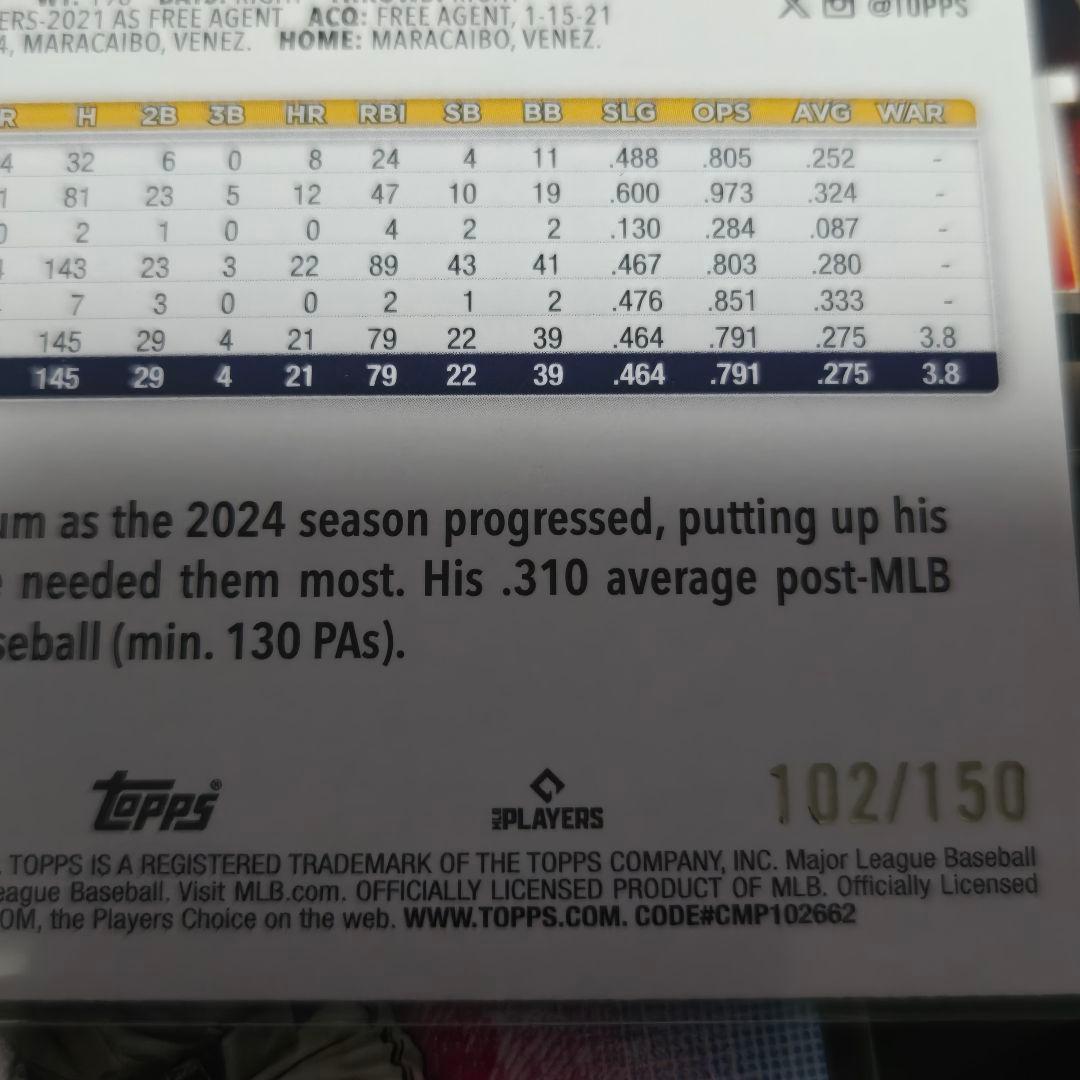 ERS-2021 AS FREE AGENT ACQ: FREE AGENT, 1-15-21
4, MARACAIBO, VENEZ. HOME: MARACAIBO, VENEZ.
@TOPPS
R H 2B 3B HR RBI SB BB SLG OPS AVG WAR
4 32 6 0 8 24 4 11 .488 .805 .252 -
1 81 23 5 12 47 10 19 .600 .973 .324 -
0 2 1 0 0 4 2 2 .130 .284 .087 -
143 23 3 22 89 43 41 .467 .803 .280 -
7 3 0 0 2 1 2 .476 .851 .333 -
145 29 4 21 79 22 39 .464 .791 .275 3.8
145 29 4 21 79 22 39 .464 .791 .275 3.8
um as the 2024 season progressed, putting up his
needed them most. His .310 average post-MLB
seball (min. 130 PAs).
Topps®
MLB PLAYERS
102/150
TOPPS IS A REGISTERED TRADEMARK OF THE TOPPS COMPANY, INC. Major League Baseball
eague Baseball. Visit MLB.com. OFFICIALLY LICENSED PRODUCT OF MLB. Officially Licensed
OM, the Players Choice on the web. WWW.TOPPS.COM. CODE#CMP102662